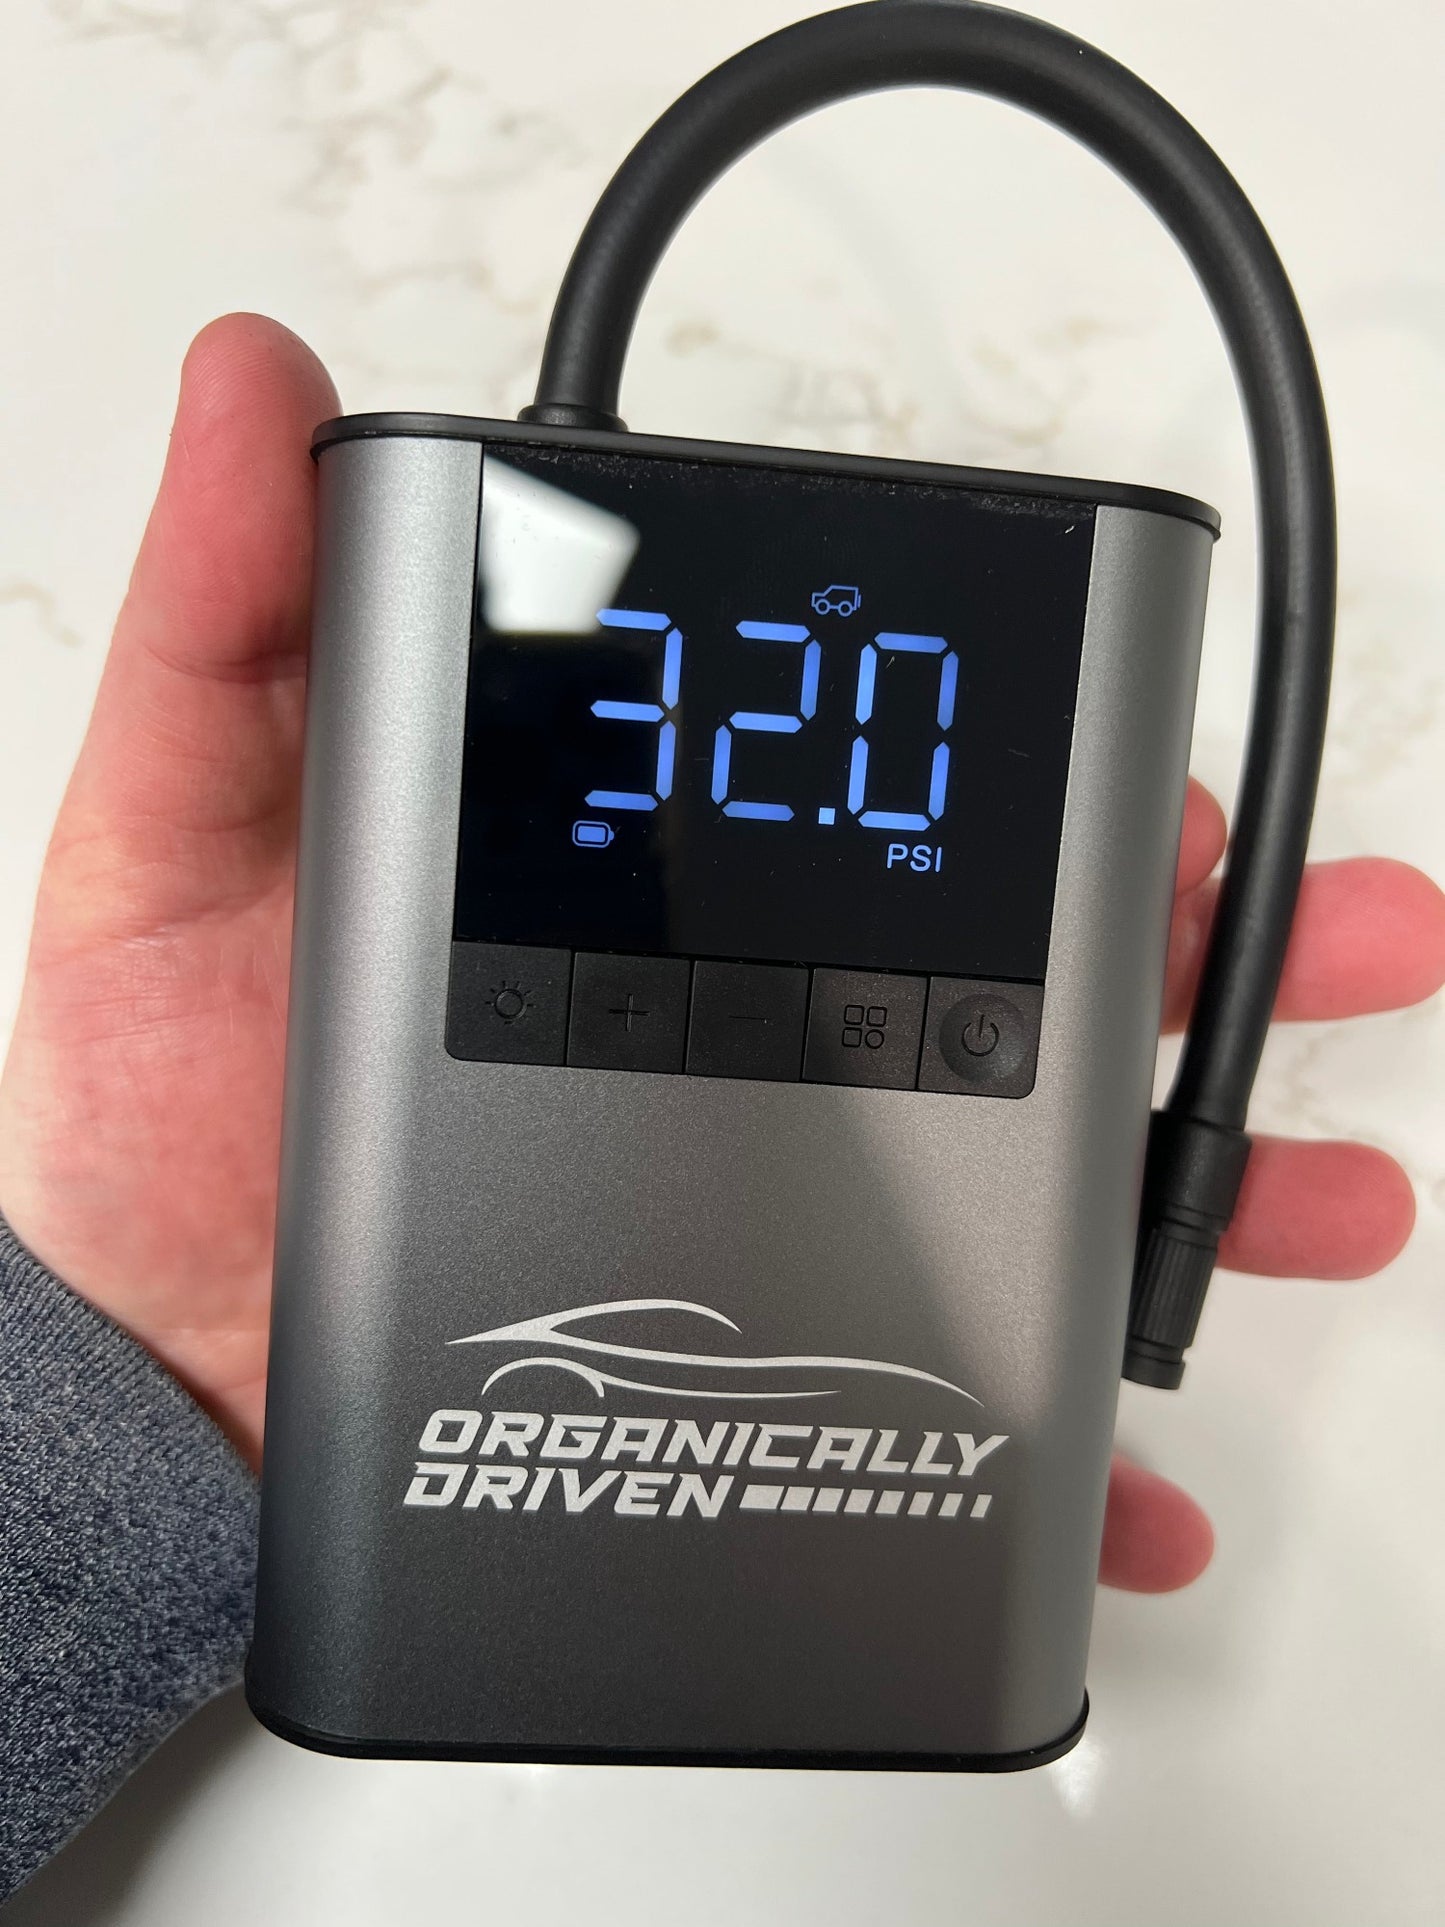 32.0
PSI
ORGANICALLY
DRIVEN